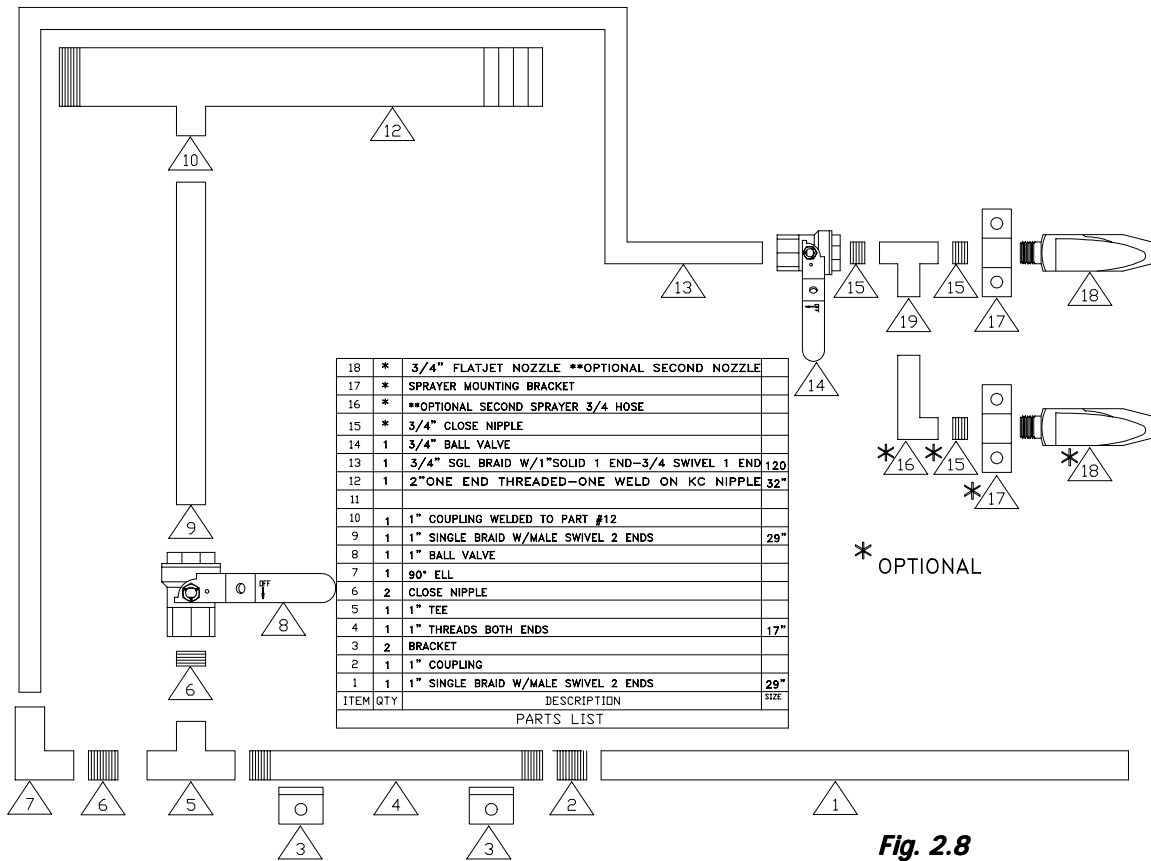 12
10
13
15
19
15
17
18
OFF
14
18 * 3/4" FLATJET NOZZLE **OPTIONAL SECOND NOZZLE
17 * SPRAYER MOUNTING BRACKET
16 * **OPTIONAL SECOND SPRAYER 3/4 HOSE
15 * 3/4" CLOSE NIPPLE
14 1 3/4" BALL VALVE
13 1 3/4" SGL BRAID W/1"SOLID 1 END-3/4 SWIVEL 1 END 120
12 1 2"ONE END THREADED-ONE WELD ON KC NIPPLE 32"
11
10 1 1" COUPLING WELDED TO PART #12
9 1 1" SINGLE BRAID W/MALE SWIVEL 2 ENDS 29"
8 1 1" BALL VALVE
7 1 90° ELL
6 2 CLOSE NIPPLE
5 1 1" TEE
4 1 1" THREADS BOTH ENDS 17"
3 2 BRACKET
2 1 1" COUPLING
1 1 1" SINGLE BRAID W/MALE SWIVEL 2 ENDS 29"
ITEM QTY DESCRIPTION SIZE
PARTS LIST
* 16
* 15
* 17
* 18
* OPTIONAL
9
OFF
8
6
7
6
5
4
2
1
3
3
Fig. 2.8